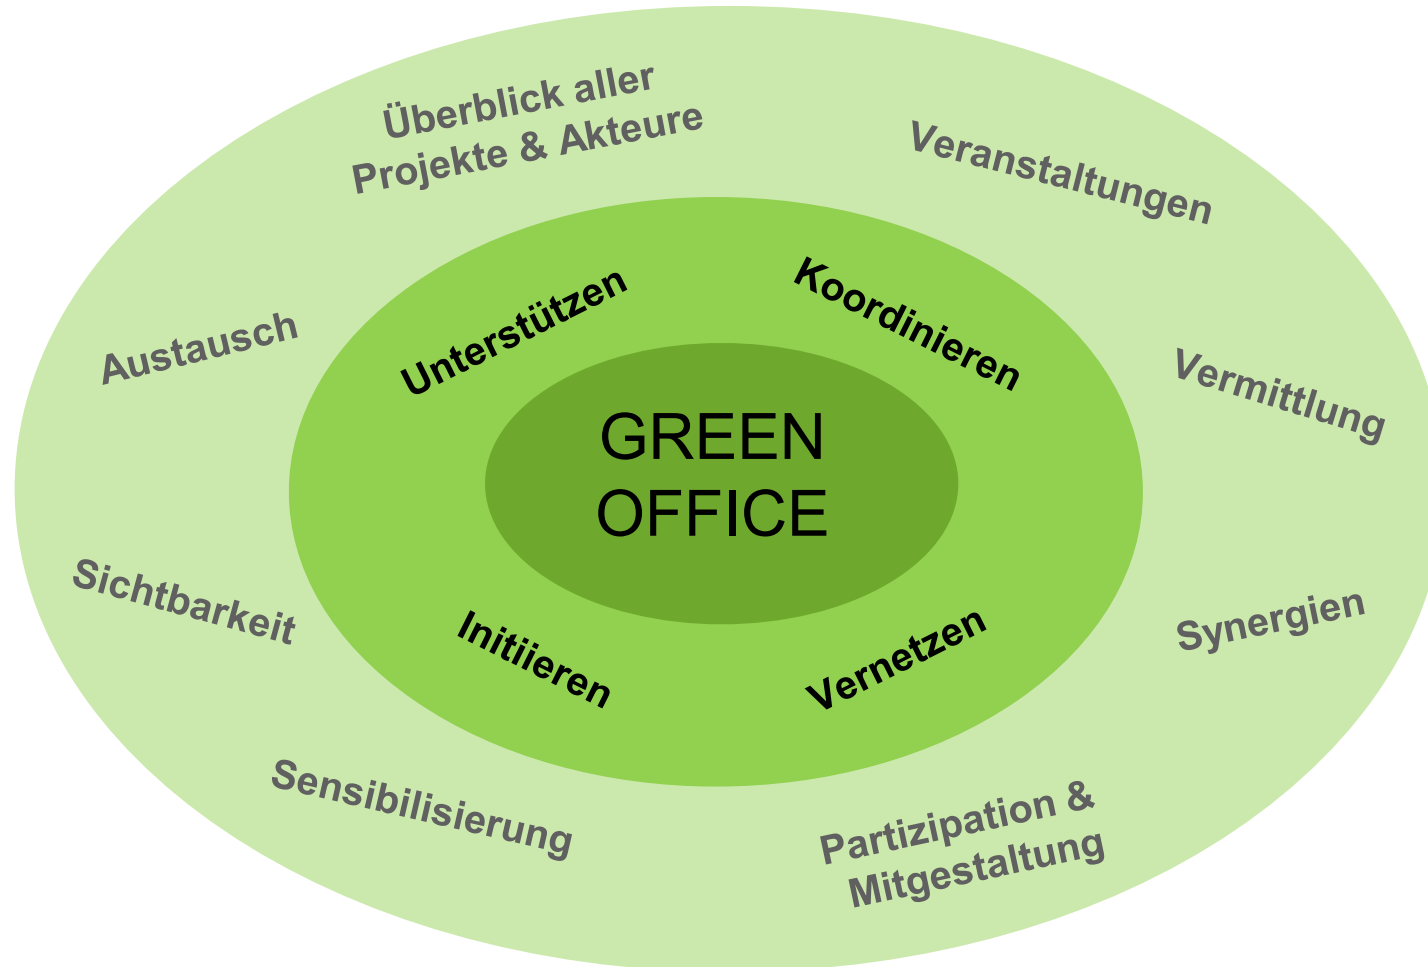 Überblick aller
Projekte & Akteure
Veranstaltungen
Unterstützen
Koordinieren
Austausch
Vermittlung
GREEN
OFFICE
Sichtbarkeit
Synergien
Initiieren
Vernetzen
Sensibilisierung
Partizipation &
Mitgestaltung